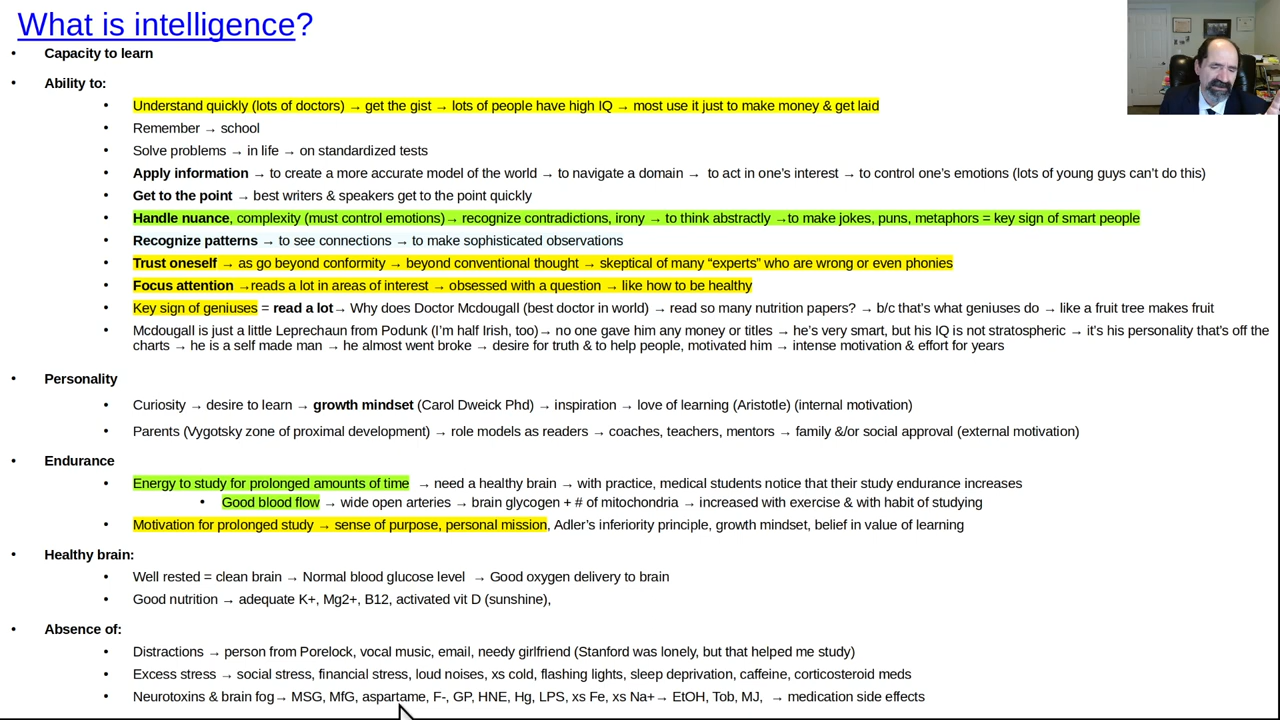 What is intelligence?
• Capacity to learn
• Ability to:
• Understand quickly (lots of doctors) → get the gist → lots of people have high IQ → most use it just to make money & get laid
• Remember → school
• Solve problems → in life → on standardized tests
• Apply information → to create a more accurate model of the world → to navigate a domain → to act in one's interest → to control one's emotions (lots of young guys can't do this)
• Get to the point → best writers & speakers get to the point quickly
• Handle nuance, complexity (must control emotions)→ recognize contradictions, irony → to think abstractly →to make jokes, puns, metaphors = key sign of smart people
• Recognize patterns → to see connections → to make sophisticated observations
• Trust oneself → as go beyond conformity → beyond conventional thought → skeptical of many “experts” who are wrong or even phonies
• Focus attention →reads a lot in areas of interest → obsessed with a question → like how to be healthy
• Key sign of geniuses = read a lot→ Why does Doctor Mcdougall (best doctor in world) → read so many nutrition papers? → b/c that's what geniuses do → like a fruit tree makes fruit
• Mcdougall is just a little Leprechaun from Podunk (I'm half Irish, too)→ no one gave him any money or titles → he's very smart, but his IQ is not stratospheric → it's his personality that's off the
charts → he is a self made man → he almost went broke → desire for truth & to help people, motivated him → intense motivation & effort for years
• Personality
• Curiosity → desire to learn → growth mindset (Carol Dweick Phd) → inspiration → love of learning (Aristotle) (internal motivation)
• Parents (Vygotsky zone of proximal development) → role models as readers → coaches, teachers, mentors → family &/or social approval (external motivation)
• Endurance
• Energy to study for prolonged amounts of time → need a healthy brain → with practice, medical students notice that their study endurance increases
• Good blood flow → wide open arteries → brain glycogen + # of mitochondria → increased with exercise & with habit of studying
• Motivation for prolonged study → sense of purpose, personal mission, Adler's inferiority principle, growth mindset, belief in value of learning
• Healthy brain:
• Well rested = clean brain → Normal blood glucose level → Good oxygen delivery to brain
• Good nutrition → adequate K+, Mg2+, B12, activated vit D (sunshine),
• Absence of:
• Distractions → person from Porelock, vocal music, email, needy girlfriend (Stanford was lonely, but that helped me study)
• Excess stress → social stress, financial stress, loud noises, xs cold, flashing lights, sleep deprivation, caffeine, corticosteroid meds
• Neurotoxins & brain fog→ MSG, MfG, aspartame, F-, GP, HNE, Hg, LPS, xs Fe, xs Na+→ EtOH, Tob, MJ, → medication side effects